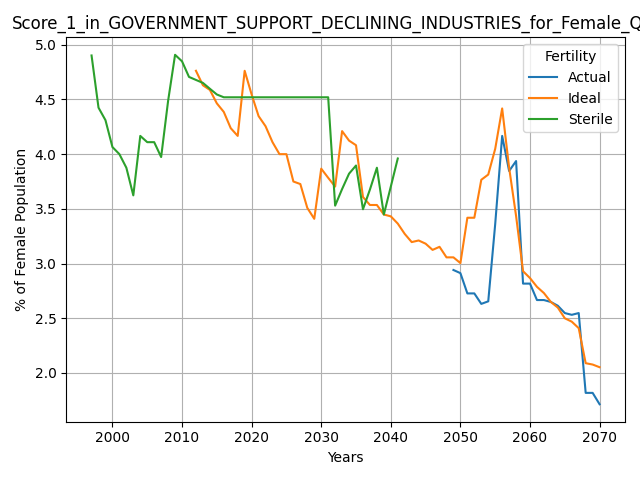 Score_1_in_GOVERNMENT_SUPPORT_DECLINING_INDUSTRIES_for_Female_Q
Fertility
Actual
Ideal
Sterile
% of Female Population
5.0
4.5
4.0
3.5
3.0
2.5
2.0
2000 2010 2020 2030 2040 2050 2060 2070
Years